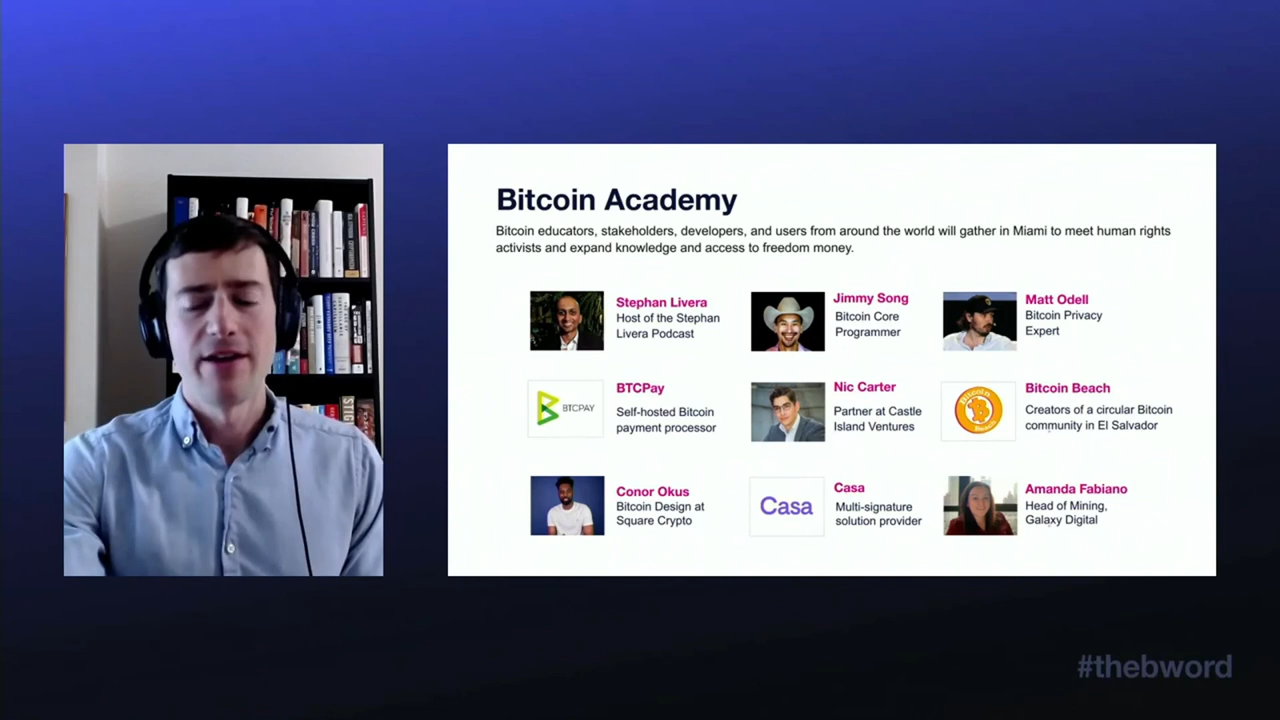 Bitcoin Academy
Bitcoin educators, stakeholders, developers, and users from around the world will gather in Miami to meet human rights
activists and expand knowledge and access to freedom money.
Stephan Livera
Host of the Stephan
Livera Podcast
Jimmy Song
Bitcoin Core
Programmer
Matt Odell
Bitcoin Privacy
Expert
BTCPAY
BTCPay
Self-hosted Bitcoin
payment processor
Nic Carter
Partner at Castle
Island Ventures
Bitcoin
Beach
Bitcoin Beach
Creators of a circular Bitcoin
community in El Salvador
Conor Okus
Bitcoin Design at
Square Crypto
Casa
Casa
Multi-signature
solution provider
Amanda Fabiano
Head of Mining,
Galaxy Digital
#thebword